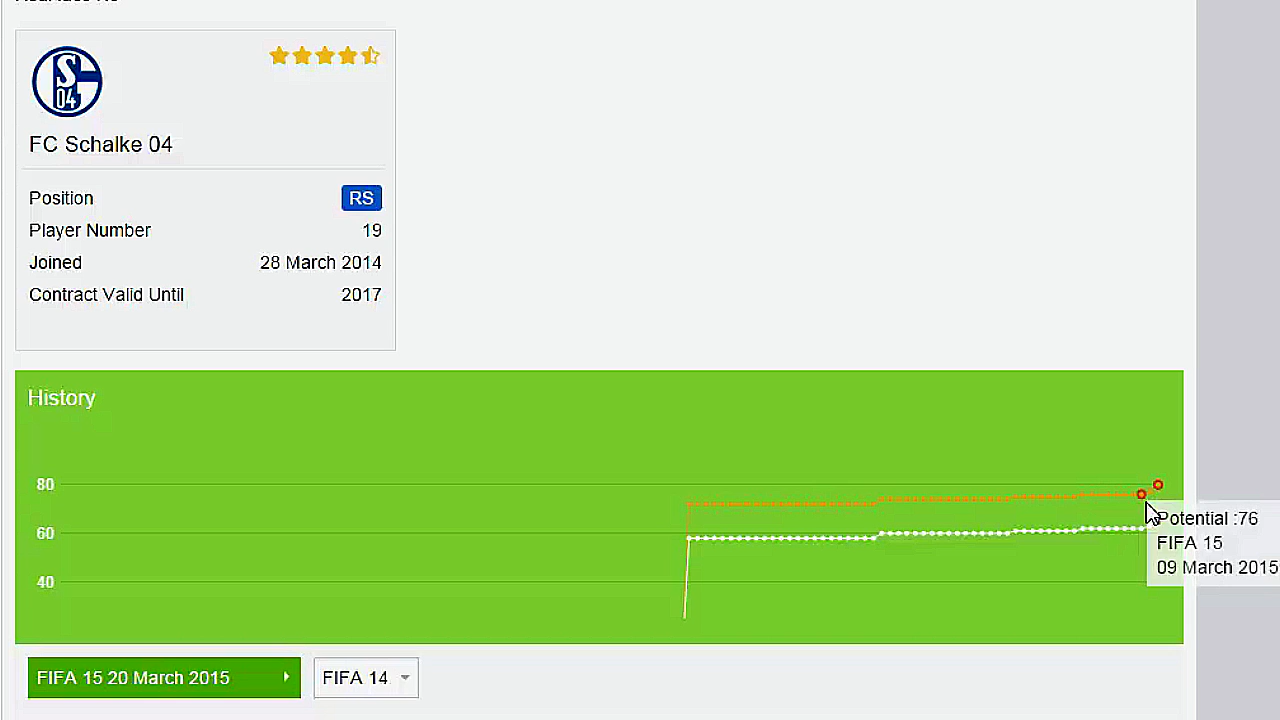 S
04
FC Schalke 04
Position RS
Player Number 19
Joined 28 March 2014
Contract Valid Until 2017
History
80
60
40
Potential :76
FIFA 15
09 March 2015
FIFA 15 20 March 2015
FIFA 14